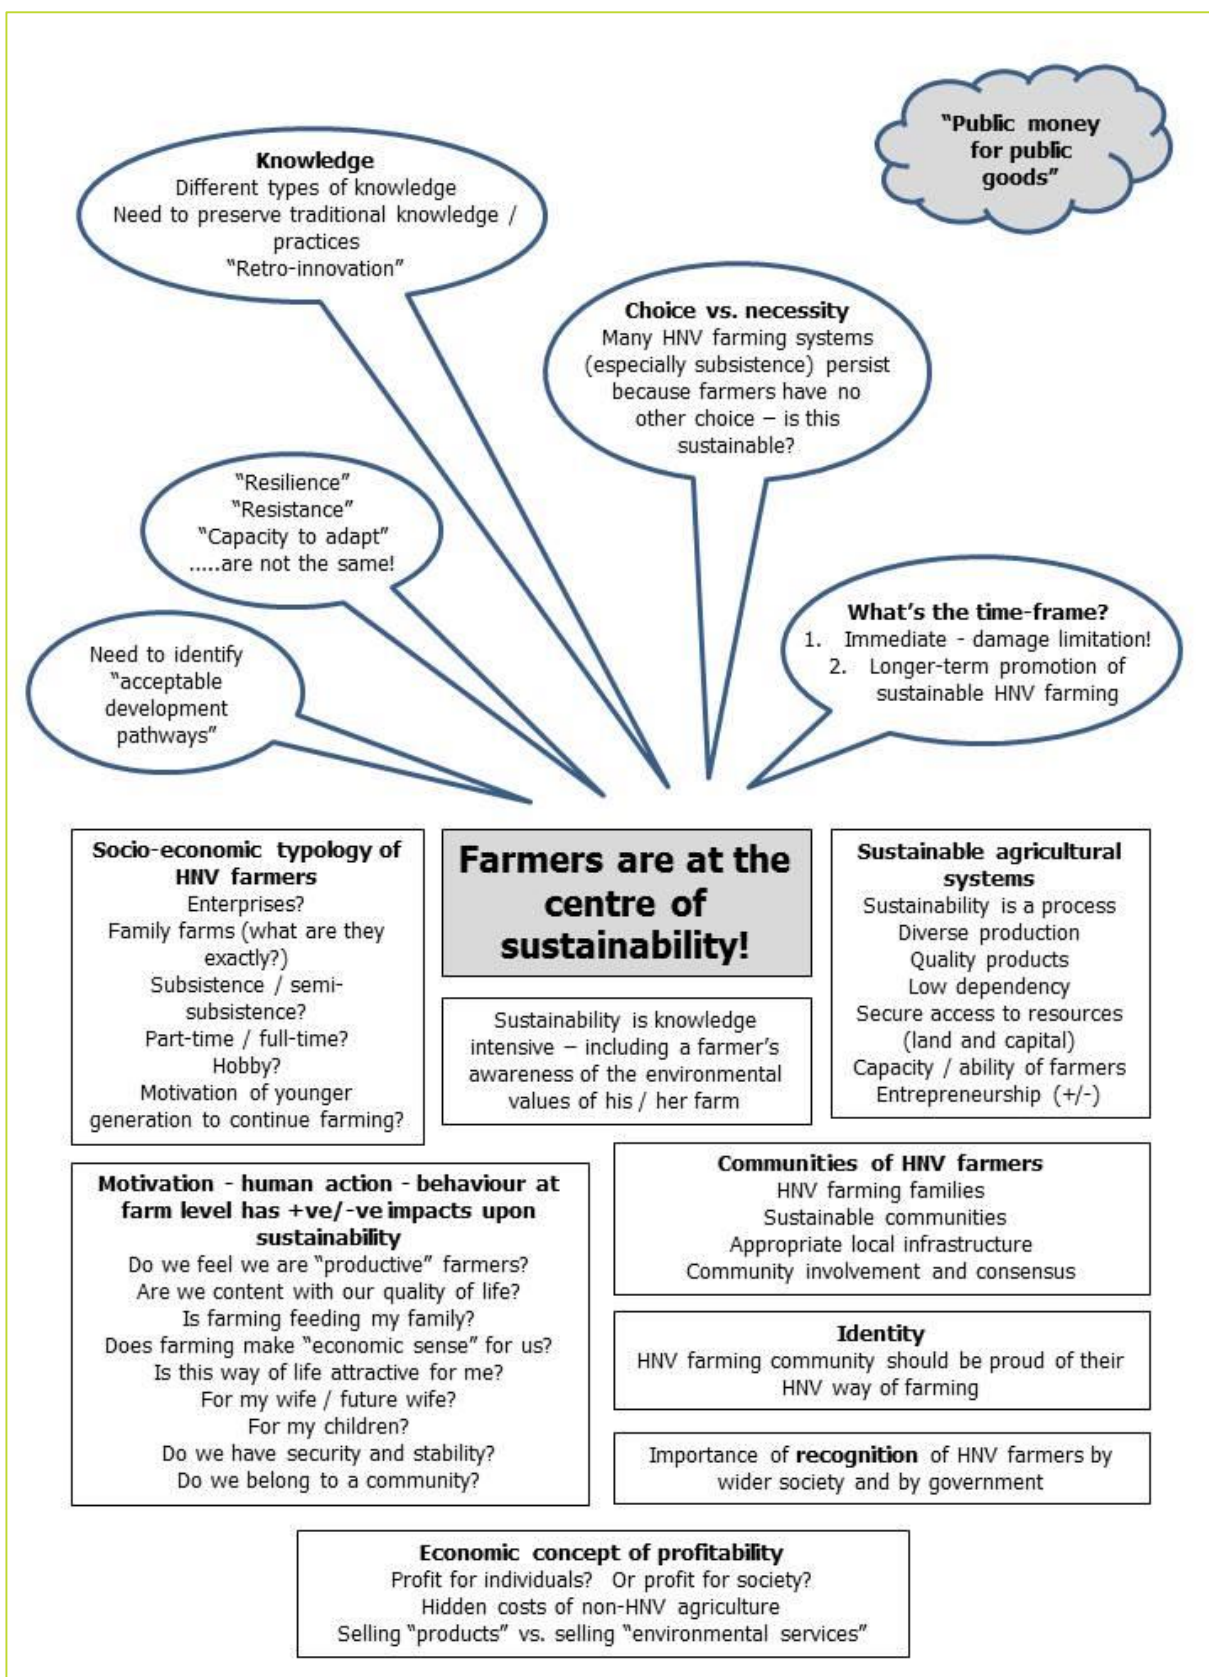 "Public money
for public
goods"
Knowledge
Different types of knowledge
Need to preserve traditional knowledge /
practices
"Retro-innovation"
Choice vs. necessity
Many HNV farming systems
(especially subsistence) persist
because farmers have no
other choice – is this
sustainable?
"Resilience"
"Resistance"
"Capacity to adapt"
.....are not the same!
What's the time-frame?
1. Immediate - damage limitation!
2. Longer-term promotion of
sustainable HNV farming
Need to identify
"acceptable
development
pathways"
Socio-economic typology of
HNV farmers
Enterprises?
Family farms (what are they
exactly?)
Subsistence / semi-
subsistence?
Part-time / full-time?
Hobby?
Motivation of younger
generation to continue farming?
Farmers are at the
centre of
sustainability!
Sustainability is knowledge
intensive – including a farmer's
awareness of the environmental
values of his / her farm
Sustainable agricultural
systems
Sustainability is a process
Diverse production
Quality products
Low dependency
Secure access to resources
(land and capital)
Capacity / ability of farmers
Entrepreneurship (+/-)
Motivation - human action - behaviour at
farm level has +ve/-ve impacts upon
sustainability
Do we feel we are "productive" farmers?
Are we content with our quality of life?
Is farming feeding my family?
Does farming make "economic sense" for us?
Is this way of life attractive for me?
For my wife / future wife?
For my children?
Do we have security and stability?
Do we belong to a community?
Communities of HNV farmers
HNV farming families
Sustainable communities
Appropriate local infrastructure
Community involvement and consensus
Identity
HNV farming community should be proud of their
HNV way of farming
Importance of recognition of HNV farmers by
wider society and by government
Economic concept of profitability
Profit for individuals? Or profit for society?
Hidden costs of non-HNV agriculture
Selling "products" vs. selling "environmental services"